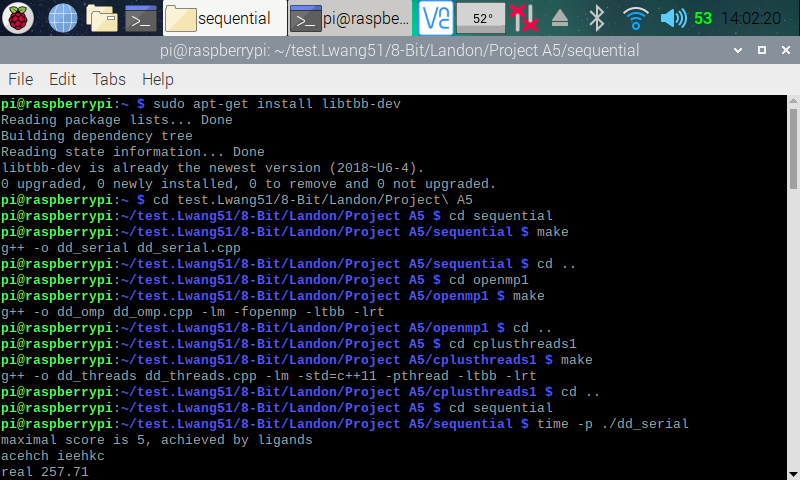 sequential
pi@raspbe...
52°
53
14:02:20
pi@raspberrypi: ~/test.Lwang51/8-Bit/Landon/Project A5/sequential
File Edit Tabs Help
pi@raspberrypi:~ $ sudo apt-get install libtbb-dev
Reading package lists... Done
Building dependency tree
Reading state information... Done
libtbb-dev is already the newest version (2018~U6-4).
0 upgraded, 0 newly installed, 0 to remove and 0 not upgraded.
pi@raspberrypi:~ $ cd test.Lwang51/8-Bit/Landon/Project\ A5
pi@raspberrypi:~/test.Lwang51/8-Bit/Landon/Project A5 $ cd sequential
pi@raspberrypi:~/test.Lwang51/8-Bit/Landon/Project A5/sequential $ make
g++ -o dd_serial dd_serial.cpp
pi@raspberrypi:~/test.Lwang51/8-Bit/Landon/Project A5/sequential $ cd ..
pi@raspberrypi:~/test.Lwang51/8-Bit/Landon/Project A5 $ cd openmp1
pi@raspberrypi:~/test.Lwang51/8-Bit/Landon/Project A5/openmp1 $ make
g++ -o dd_omp dd_omp.cpp -lm -fopenmp -ltbb -lrt
pi@raspberrypi:~/test.Lwang51/8-Bit/Landon/Project A5/openmp1 $ cd ..
pi@raspberrypi:~/test.Lwang51/8-Bit/Landon/Project A5 $ cd cplusthreads1
pi@raspberrypi:~/test.Lwang51/8-Bit/Landon/Project A5/cplusthreads1 $ make
g++ -o dd_threads dd_threads.cpp -lm -std=c++11 -pthread -ltbb -lrt
pi@raspberrypi:~/test.Lwang51/8-Bit/Landon/Project A5/cplusthreads1 $ cd ..
pi@raspberrypi:~/test.Lwang51/8-Bit/Landon/Project A5 $ cd sequential
pi@raspberrypi:~/test.Lwang51/8-Bit/Landon/Project A5/sequential $ time -p ./dd_serial
maximal score is 5, achieved by ligands
acehch ieehkc
real 257.71